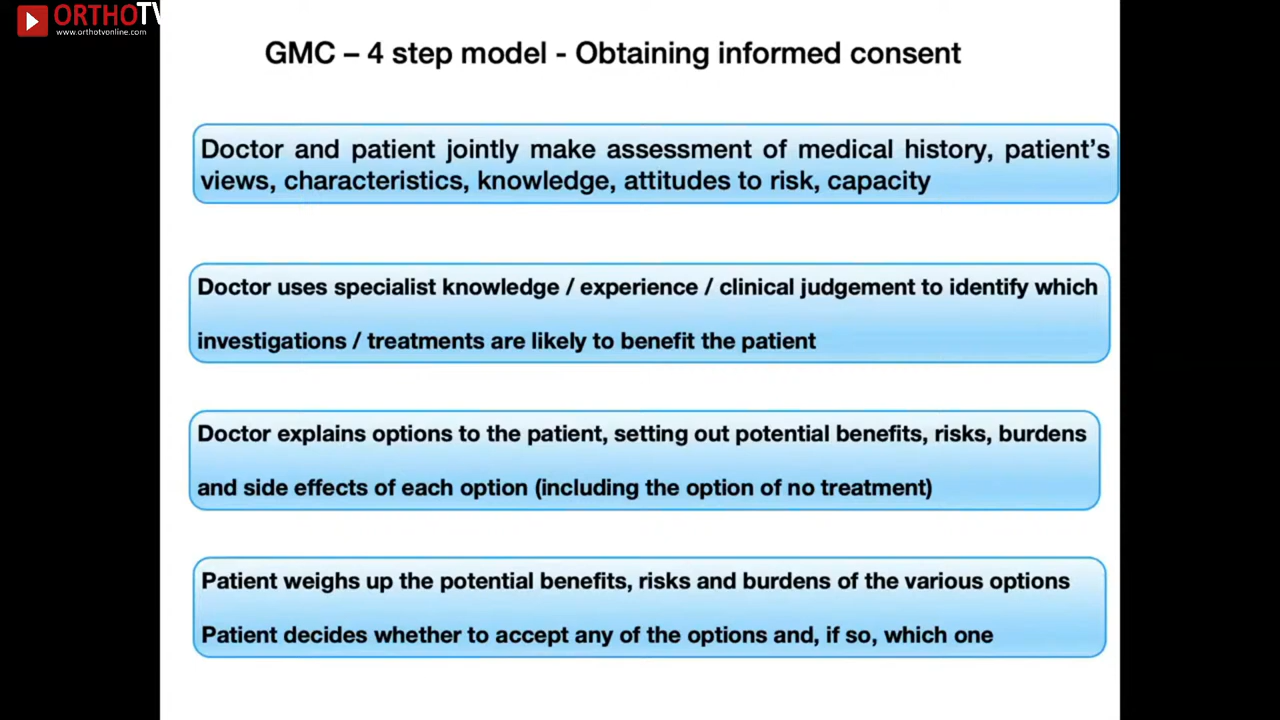 ORTHOTV
www.orthotvonline.com
GMC – 4 step model - Obtaining informed consent
Doctor and patient jointly make assessment of medical history, patient’s
views, characteristics, knowledge, attitudes to risk, capacity
Doctor uses specialist knowledge / experience / clinical judgement to identify which
investigations / treatments are likely to benefit the patient
Doctor explains options to the patient, setting out potential benefits, risks, burdens
and side effects of each option (including the option of no treatment)
Patient weighs up the potential benefits, risks and burdens of the various options
Patient decides whether to accept any of the options and, if so, which one